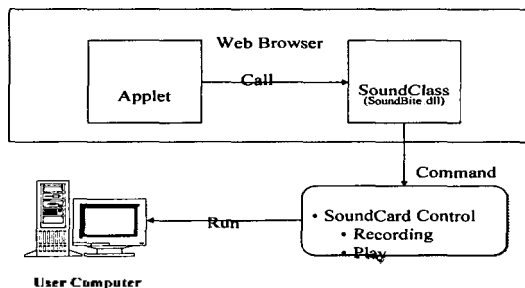 Web Browser
Applet
Call
SoundClass
(SoundBite dll)
Command
• SoundCard Control
• Recording
• Play
Run
User Computer